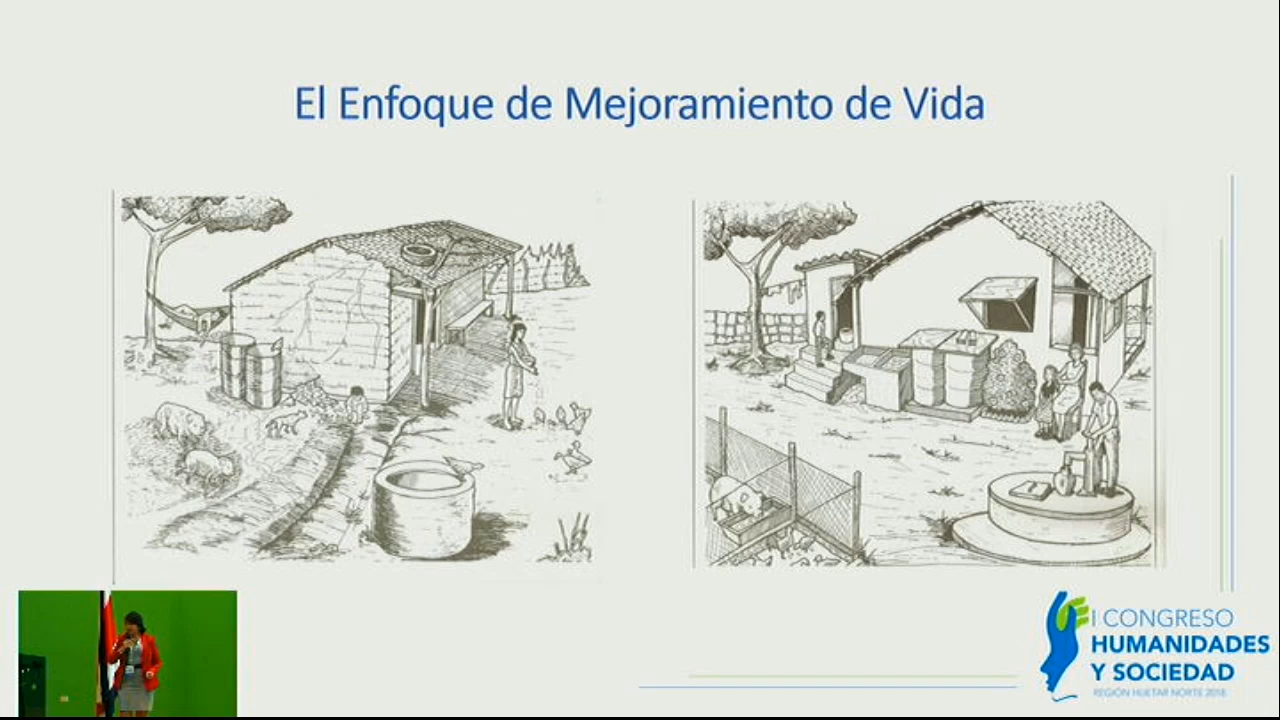 El Enfoque de Mejoramiento de Vida
I CONGRESO
HUMANIDADES
Y SOCIEDAD
REGIÓN HUETAR NORTE 2018